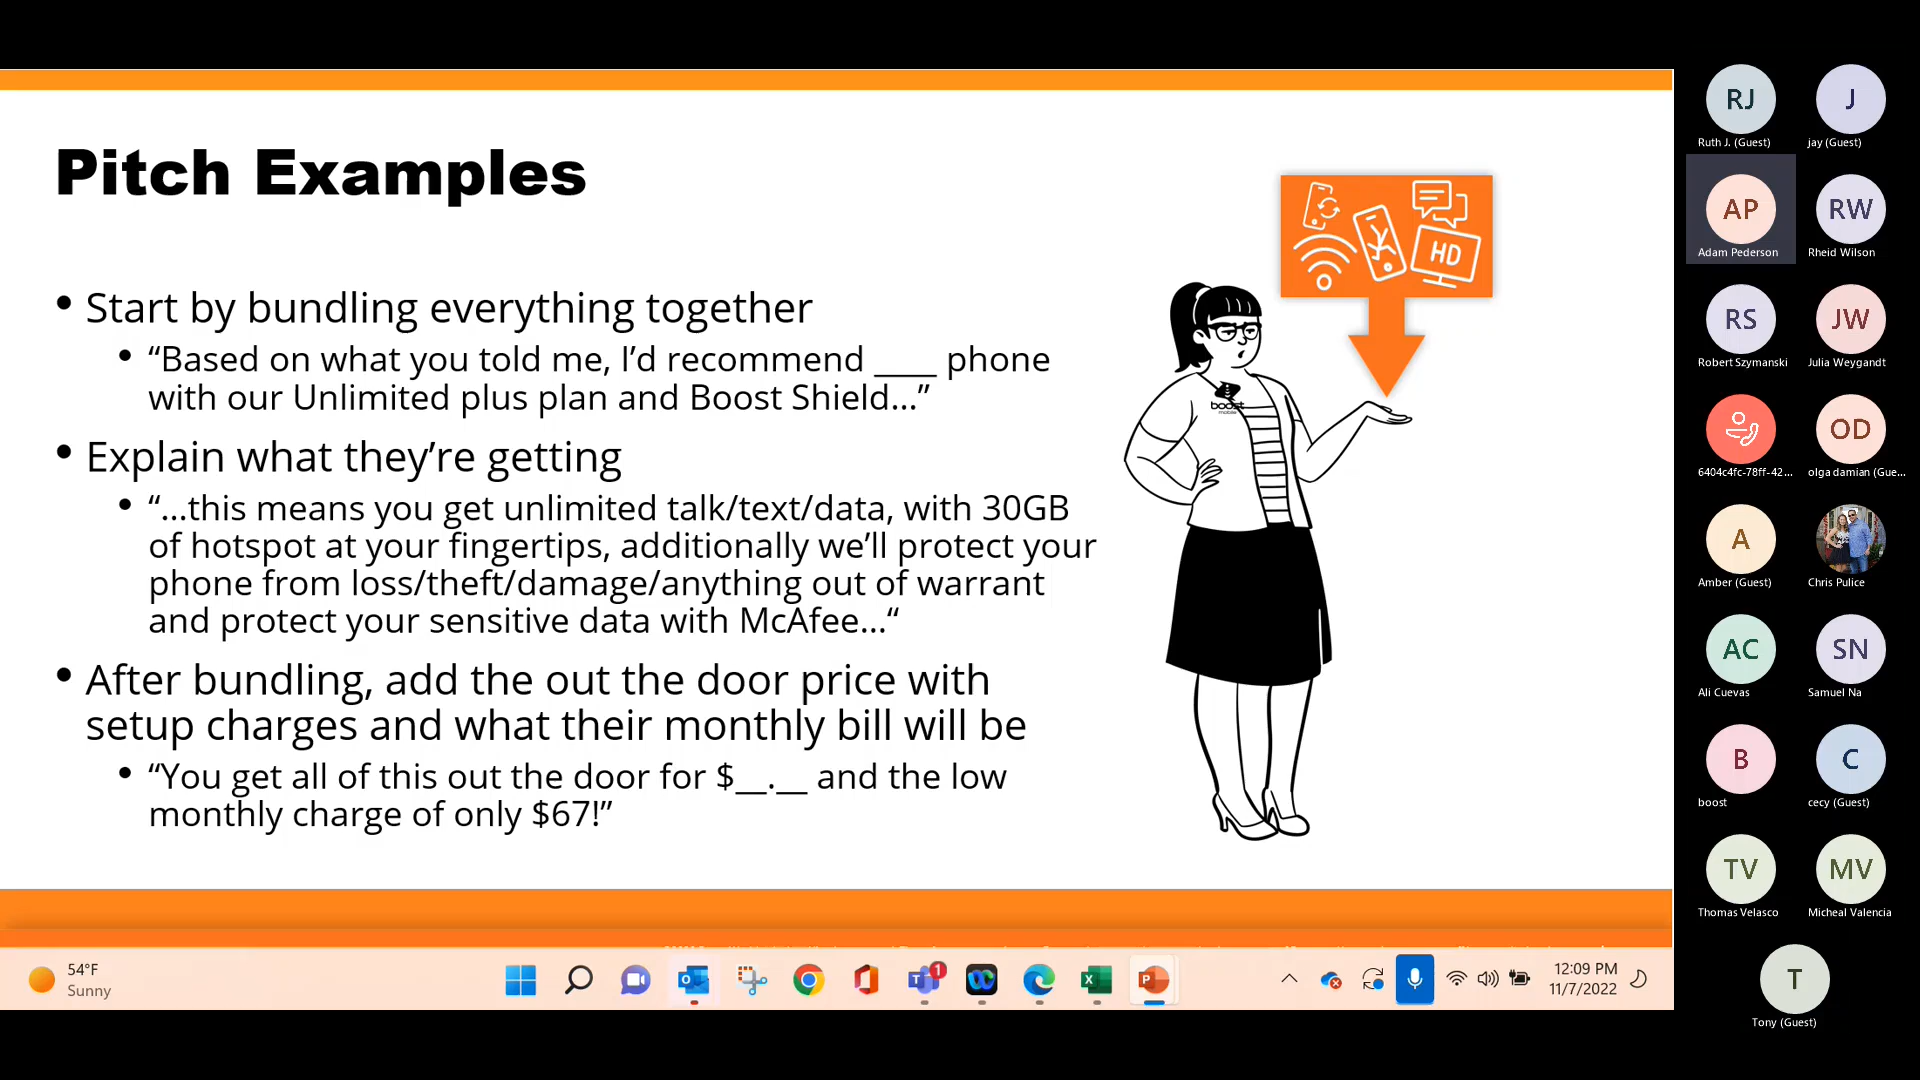 Pitch Examples
• Start by bundling everything together
• “Based on what you told me, I’d recommend ____ phone
with our Unlimited plus plan and Boost Shield…”
• Explain what they’re getting
• “…this means you get unlimited talk/text/data, with 30GB
of hotspot at your fingertips, additionally we’ll protect your
phone from loss/theft/damage/anything out of warrant
and protect your sensitive data with McAfee…“
• After bundling, add the out the door price with
setup charges and what their monthly bill will be
• “You get all of this out the door for $__.__ and the low
monthly charge of only $67!”
HD
boost
mobile
RJ
Ruth J. (Guest)
J
jay (Guest)
AP
Adam Pederson
RW
Rheid Wilson
RS
Robert Szymanski
JW
Julia Weygandt
6404c4fc-78ff-42...
OD
olga damian (Gue...
A
Amber (Guest)
Chris Pulice
AC
Ali Cuevas
SN
Samuel Na
B
boost
C
cecy (Guest)
TV
Thomas Velasco
MV
Micheal Valencia
T
Tony (Guest)
54°F
Sunny
1
12:09 PM
11/7/2022